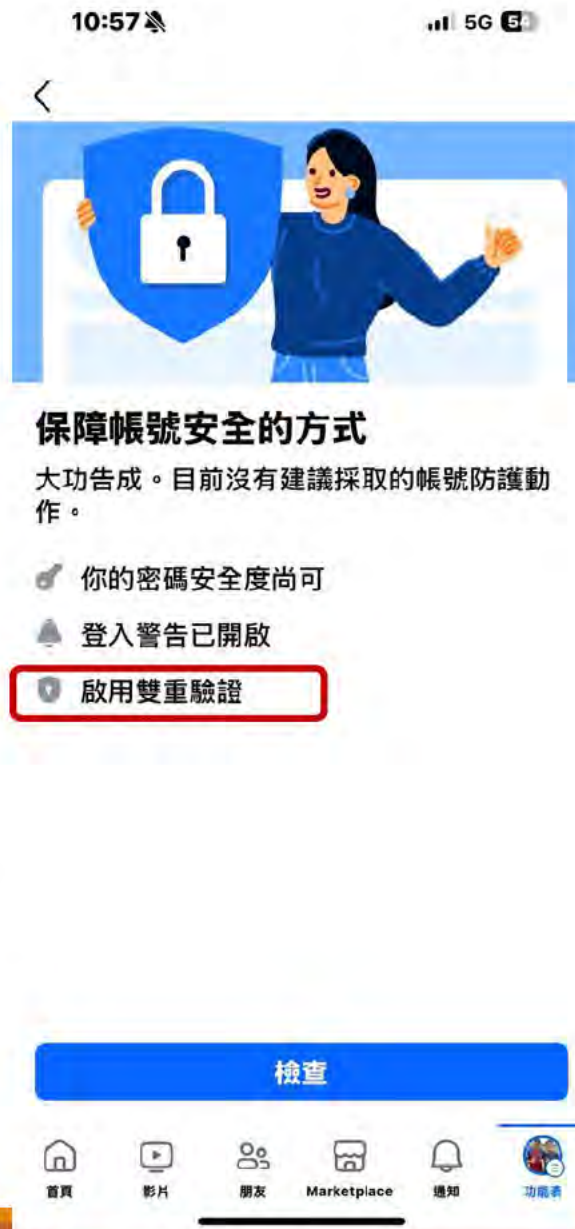 10:57
5G 54
保障帳號安全的方式
大功告成。目前沒有建議採取的帳號防護動
作。
你的密碼安全度尚可
登入警告已開啟
啟用雙重驗證
檢查
首頁 影片 朋友 Marketplace 通知 功能表